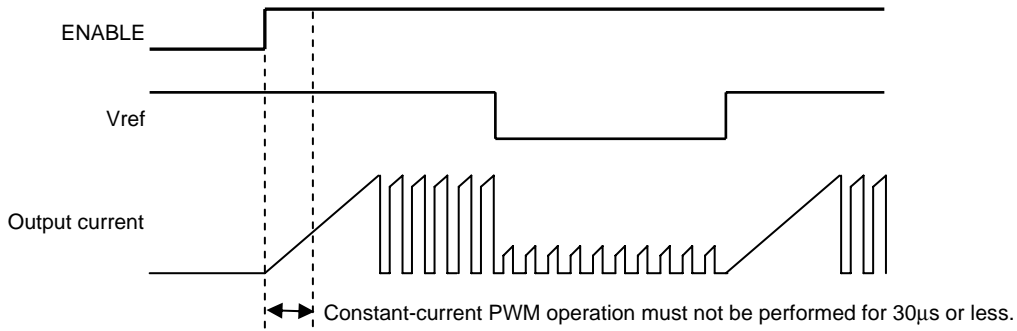 ENABLE
Vref
Output current
Constant-current PWM operation must not be performed for 30μs or less.